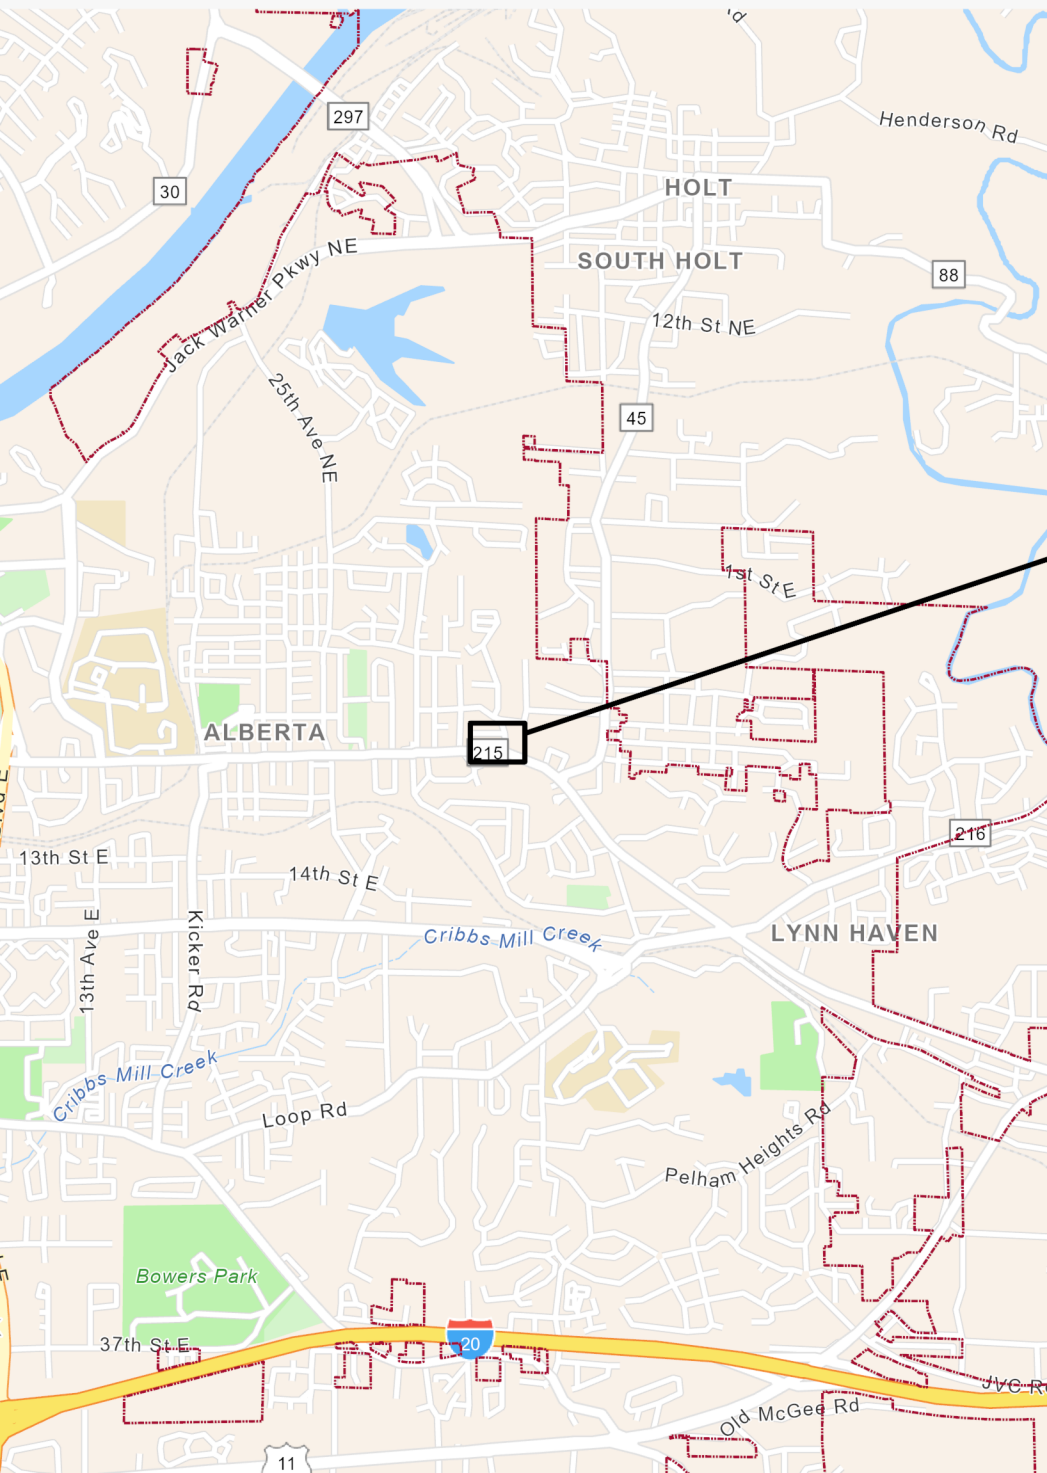 Rd
297
Henderson Rd
30
HOLT
Jack Warner Pkwy NE
SOUTH HOLT
88
12th St NE
25th Ave NE
45
1st St E
ALBERTA
215
216
13th St E
14th St E
13th Ave E
Kicker Rd
Cribbs Mill Creek
LYNN HAVEN
Cribbs Mill Creek
Loop Rd
Pelham Heights Rd
Bowers Park
37th St E
20
JVC R
Old McGee Rd
11